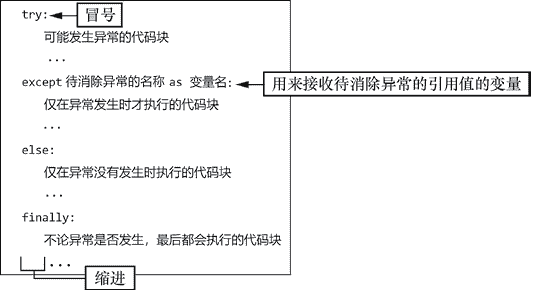 try: 冒号
可能发生异常的代码块
...
except 待消除异常的名称 as 变量名: 用来接收待消除异常的引用值的变量
仅在异常发生时才执行的代码块
...
else:
仅在异常没有发生时执行的代码块
...
finally:
不论异常是否发生，最后都会执行的代码块
...
缩进